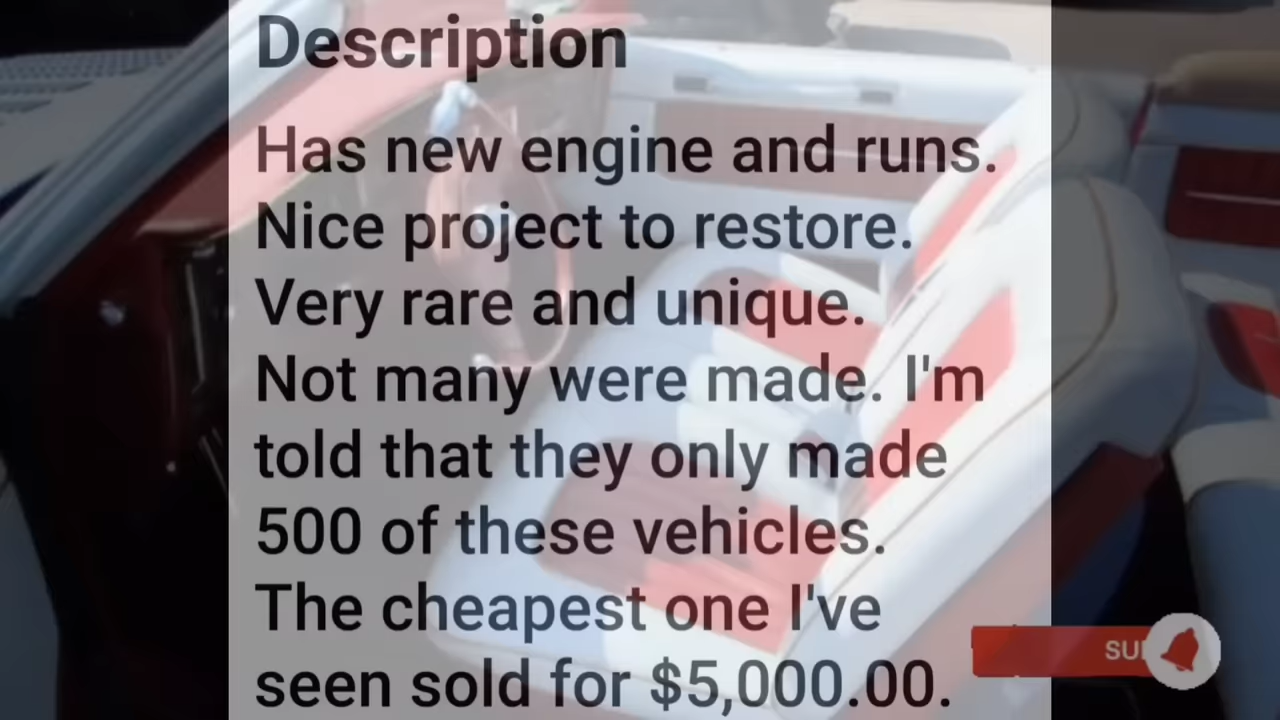 Description
Has new engine and runs.
Nice project to restore.
Very rare and unique.
Not many were made. I'm
told that they only made
500 of these vehicles.
The cheapest one I've
seen sold for $5,000.00.
SU